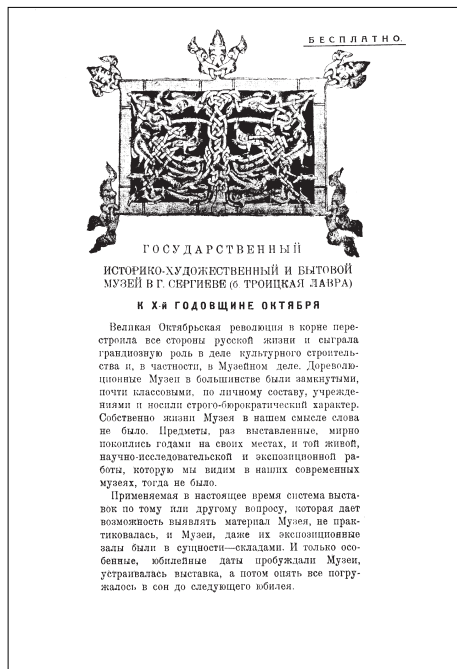 БЕСПЛАТНО.
ГОСУДАРСТВЕННЫЙ
ИСТОРИКО-ХУДОЖЕСТВЕННЫЙ И БЫТОВОЙ
МУЗЕЙ В Г. СЕРГИЕВЕ (б. ТРОИЦКАЯ ЛАВРА)
К X-й ГОДОВЩИНЕ ОКТЯБРЯ
Великая Октябрьская революция в корне пере-
строила все стороны русской жизни и сыграла
грандиозную роль в деле культурного строитель-
ства и, в частности, в Музейном деле. Дореволю-
ционные Музеи в большинстве были замкнутыми,
почти классовыми, по личному составу, учрежде-
ниями и носили строго-бюрократический характер.
Собственно жизни Музея в нашем смысле слова
не было. Предметы, раз выставленные, мирно
покоились годами на своих местах, и той живой,
научно-исследовательской и экспозиционной ра-
боты, которую мы видим в наших современных
музеях, тогда не было.
Применяемая в настоящее время система выста-
вок по тому или другому вопросу, которая дает
возможность выявлять материал Музея, не прак-
тиковалась, и Музеи, даже их экспозиционные
залы были в сущности—складами. И только осо-
бенные, юбилейные даты пробуждали Музеи,
устраивалась выставка, а потом опять все погру-
жалось в сон до следующего юбилея.